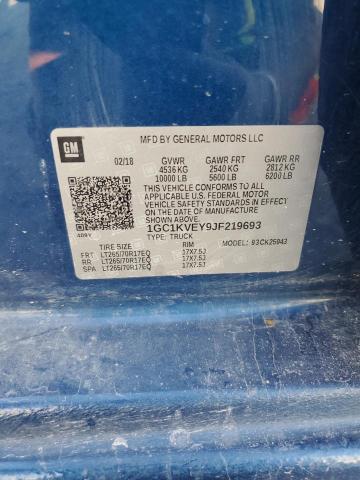 GM
MFD BY GENERAL MOTORS LLC
02/18 GVWR GAWR FRT GAWR RR
4536 KG 2540 KG 2812 KG
10000 LB 5600 LB 6200 LB
THIS VEHICLE CONFORMS TO ALL
APPLICABLE U.S. FEDERAL MOTOR
VEHICLE SAFETY STANDARDS IN
EFFECT ON THE DATE OF MANUFACTURE
SHOWN ABOVE.
1GC1KVEY9JF219693
TYPE: TRUCK
TIRE SIZE RIM MODEL: 93CK25943
FRT LT265/70R17EQ 17X7.5J
RR LT265/70R17EQ 17X7.5J
SPA LT265/70R17EQ 17X7.5J